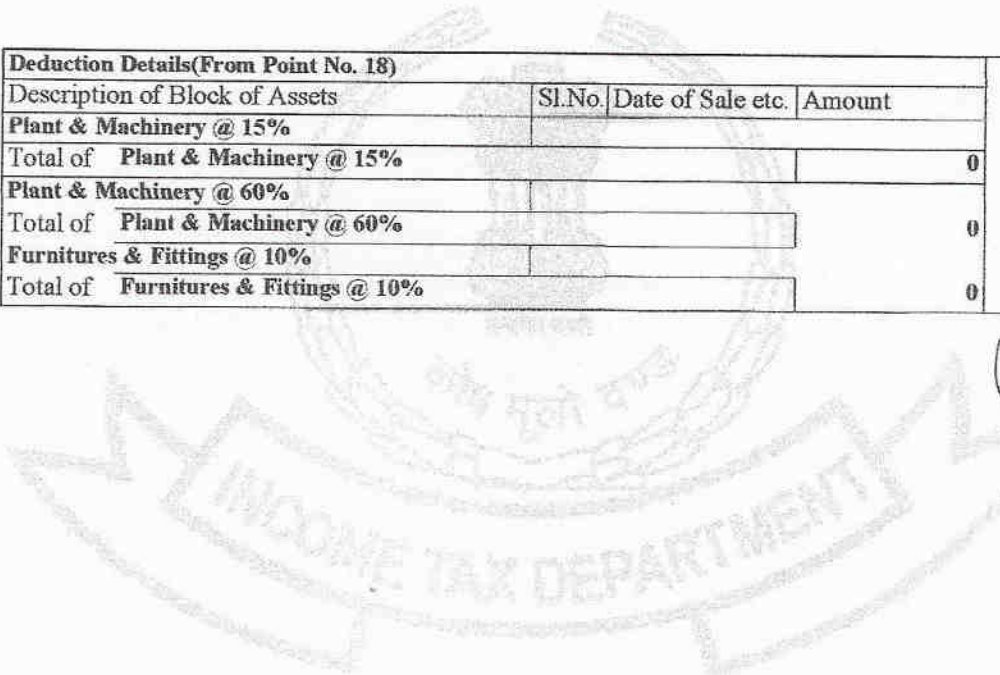 Deduction Details(From Point No. 18)
Description of Block of Assets Sl.No. Date of Sale etc. Amount
Plant & Machinery @ 15%
Total of Plant & Machinery @ 15% 0
Plant & Machinery @ 60%
Total of Plant & Machinery @ 60% 0
Furnitures & Fittings @ 10%
Total of Furnitures & Fittings @ 10% 0
INCOME TAX DEPARTMENT